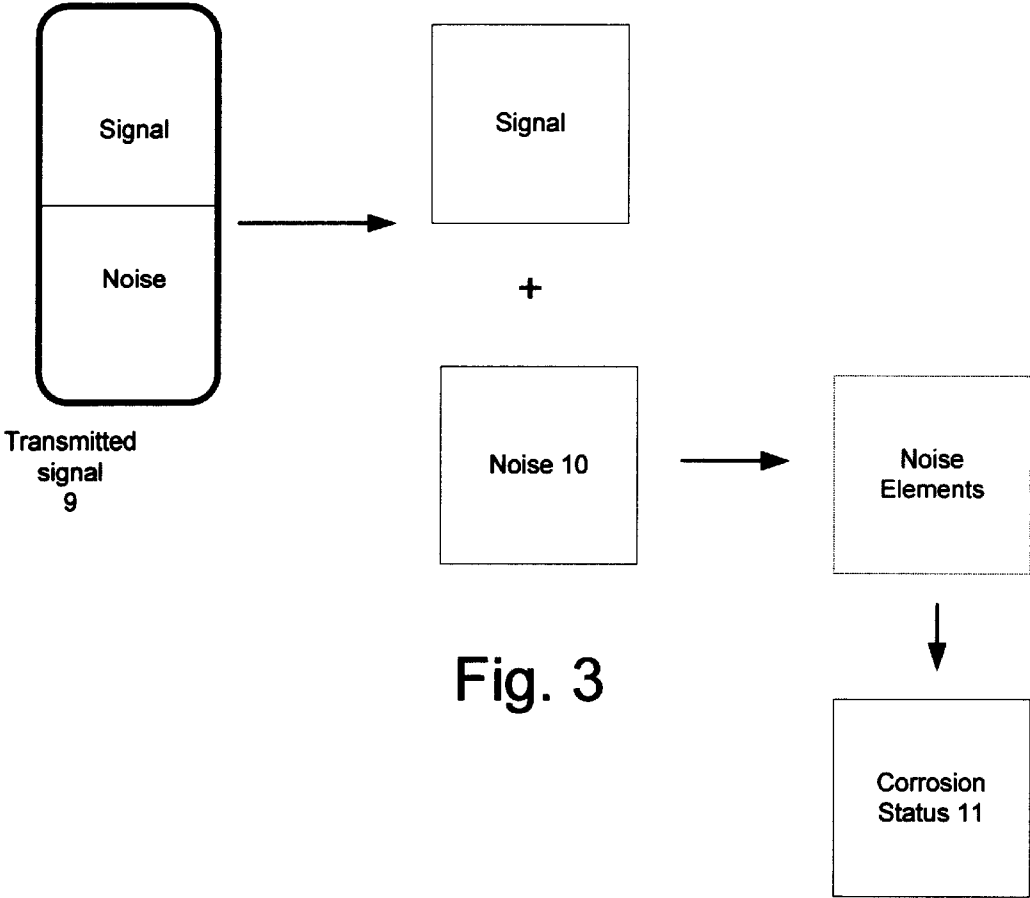 Signal
Noise
Transmitted
signal
9
Signal
+
Noise 10
Noise
Elements
Corrosion
Status 11
Fig. 3